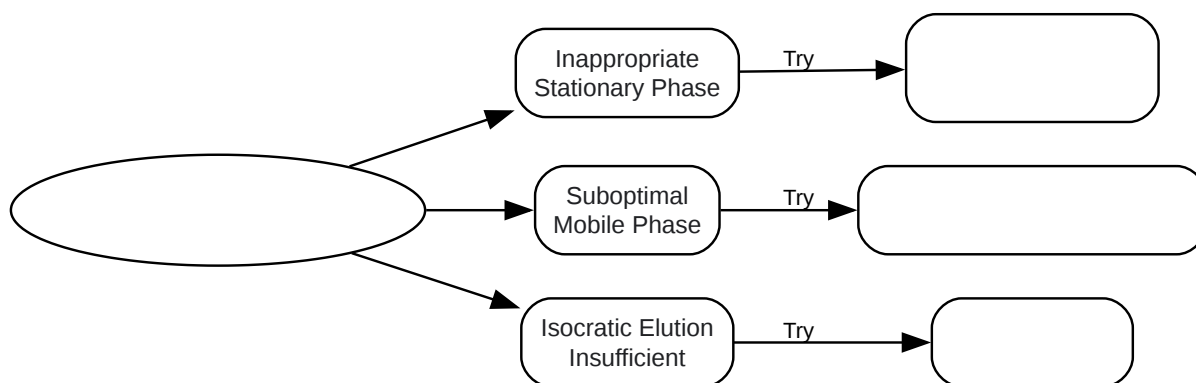 Inappropriate
Stationary Phase
Try
Suboptimal
Mobile Phase
Try
Isocratic Elution
Insufficient
Try